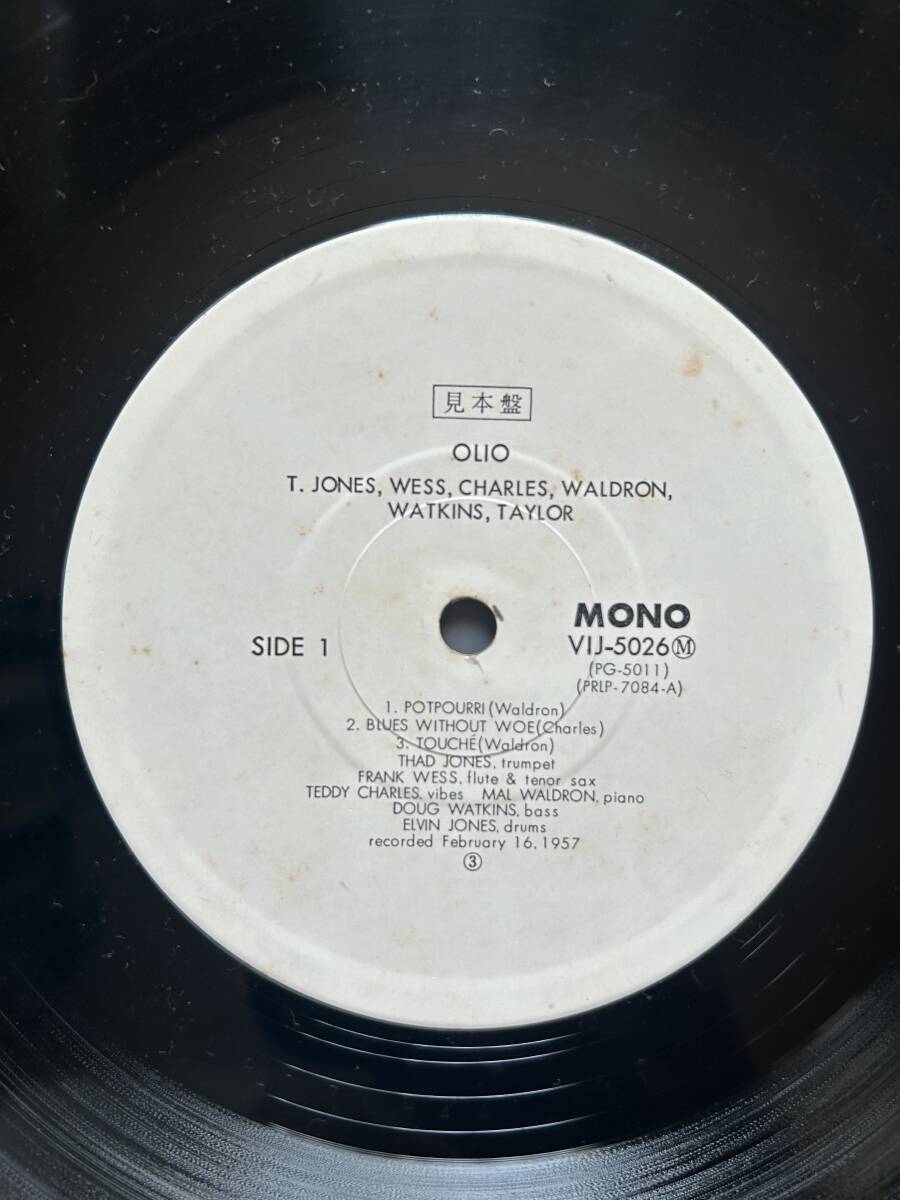 見本盤
OLIO
T. JONES, WESS, CHARLES, WALDRON,
WATKINS, TAYLOR
SIDE 1
MONO
VIJ-5026Ⓜ
(PG-5011)
(PRLP-7084-A)
1. POTPOURRI (Waldron)
2. BLUES WITHOUT WOE (Charles)
3. TOUCHÉ (Waldron)
THAD JONES, trumpet
FRANK WESS, flute & tenor sax
TEDDY CHARLES, vibes MAL WALDRON, piano
DOUG WATKINS, bass
ELVIN JONES, drums
recorded February 16, 1957
③